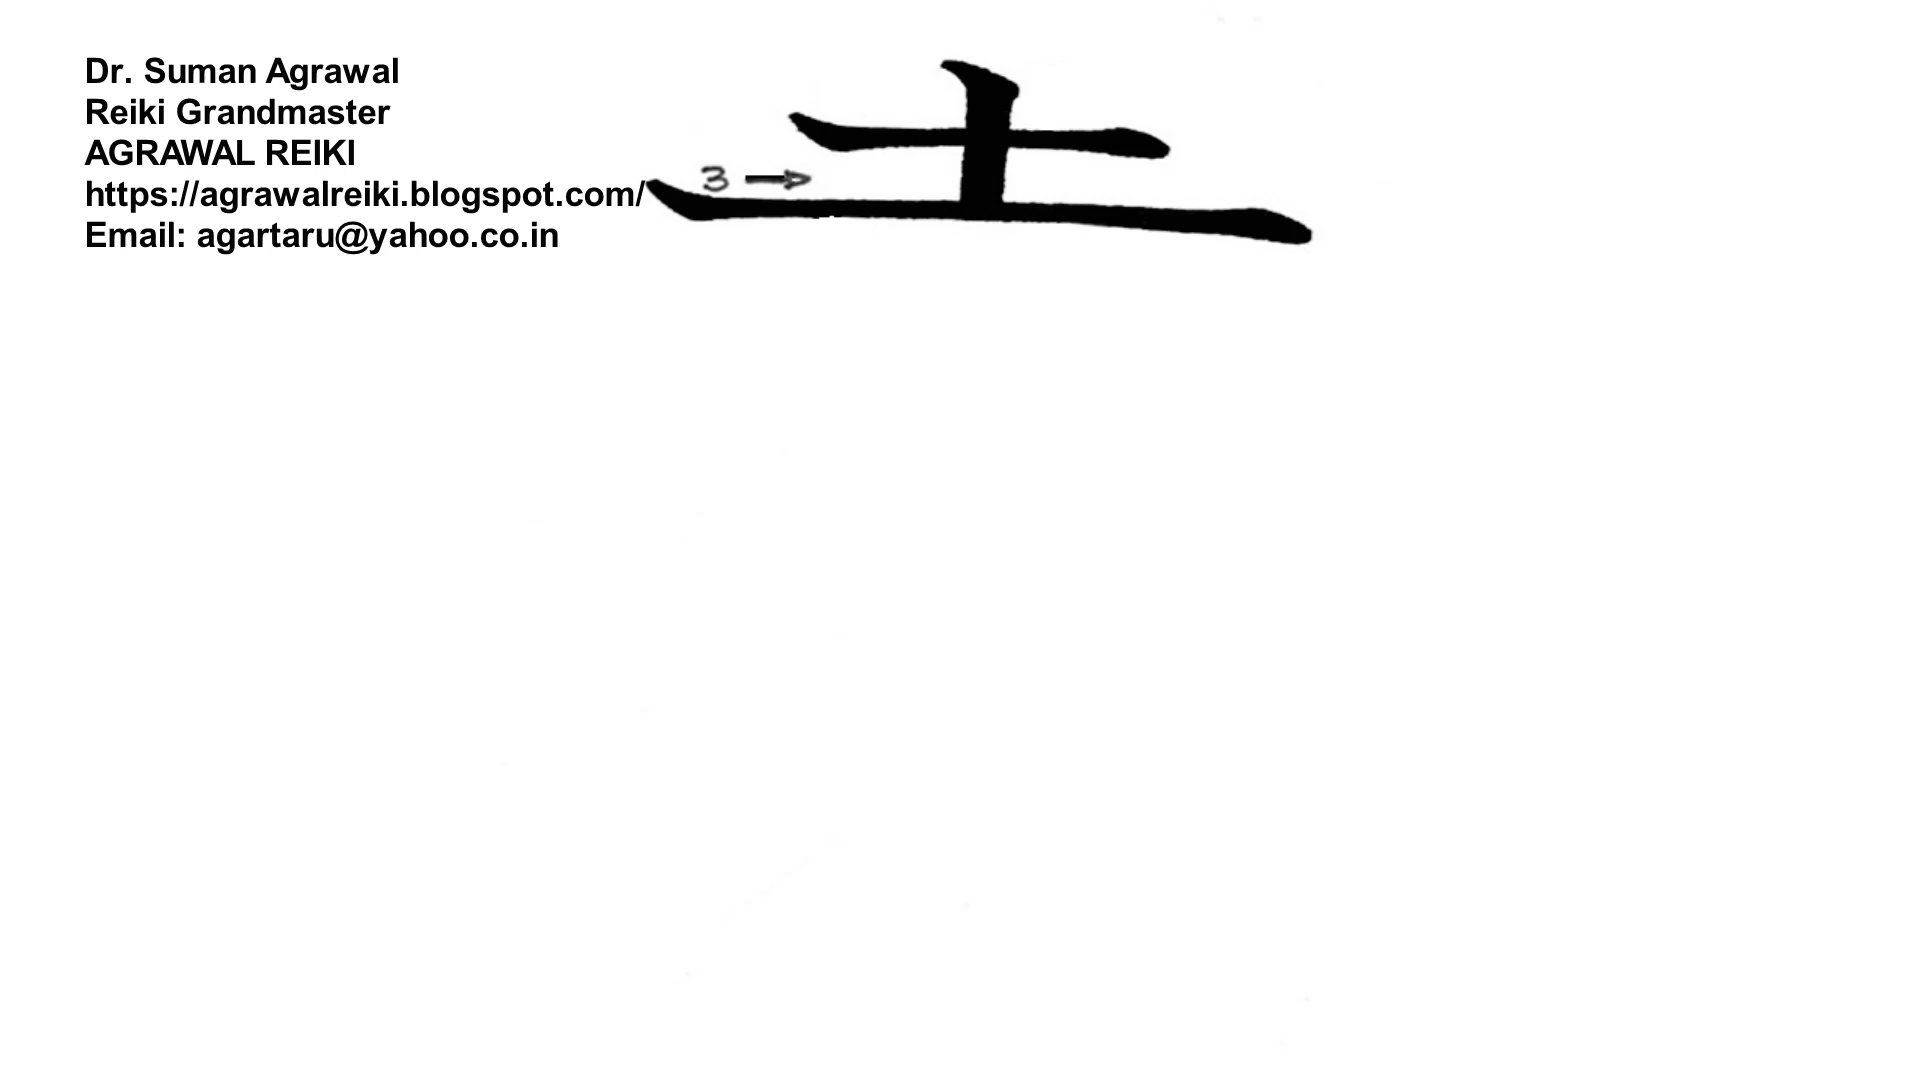 Dr. Suman Agrawal
Reiki Grandmaster
AGRAWAL REIKI
https://agrawalreiki.blogspot.com/
Email: agartaru@yahoo.co.in
土
3 →